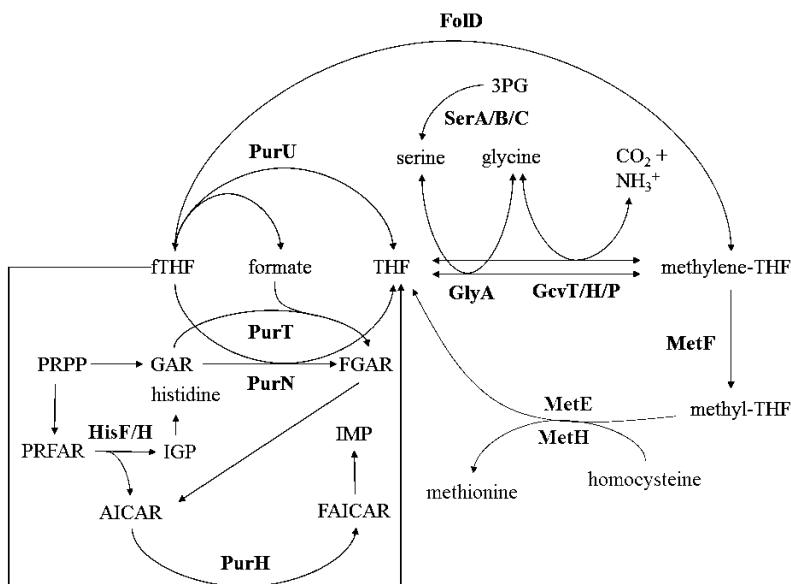 FolD
3PG
SerA/B/C
PurU
serine
glycine
CO2 +
NH3+
fTHF
formate
THF
methylene-THF
GlyA
GcvT/H/P
PurT
MetF
PRPP
GAR
FGAR
PurN
histidine
MetE
methyl-THF
HisF/H
IMP
MetH
PRFAR
IGP
homocysteine
methionine
AICAR
FAICAR
PurH